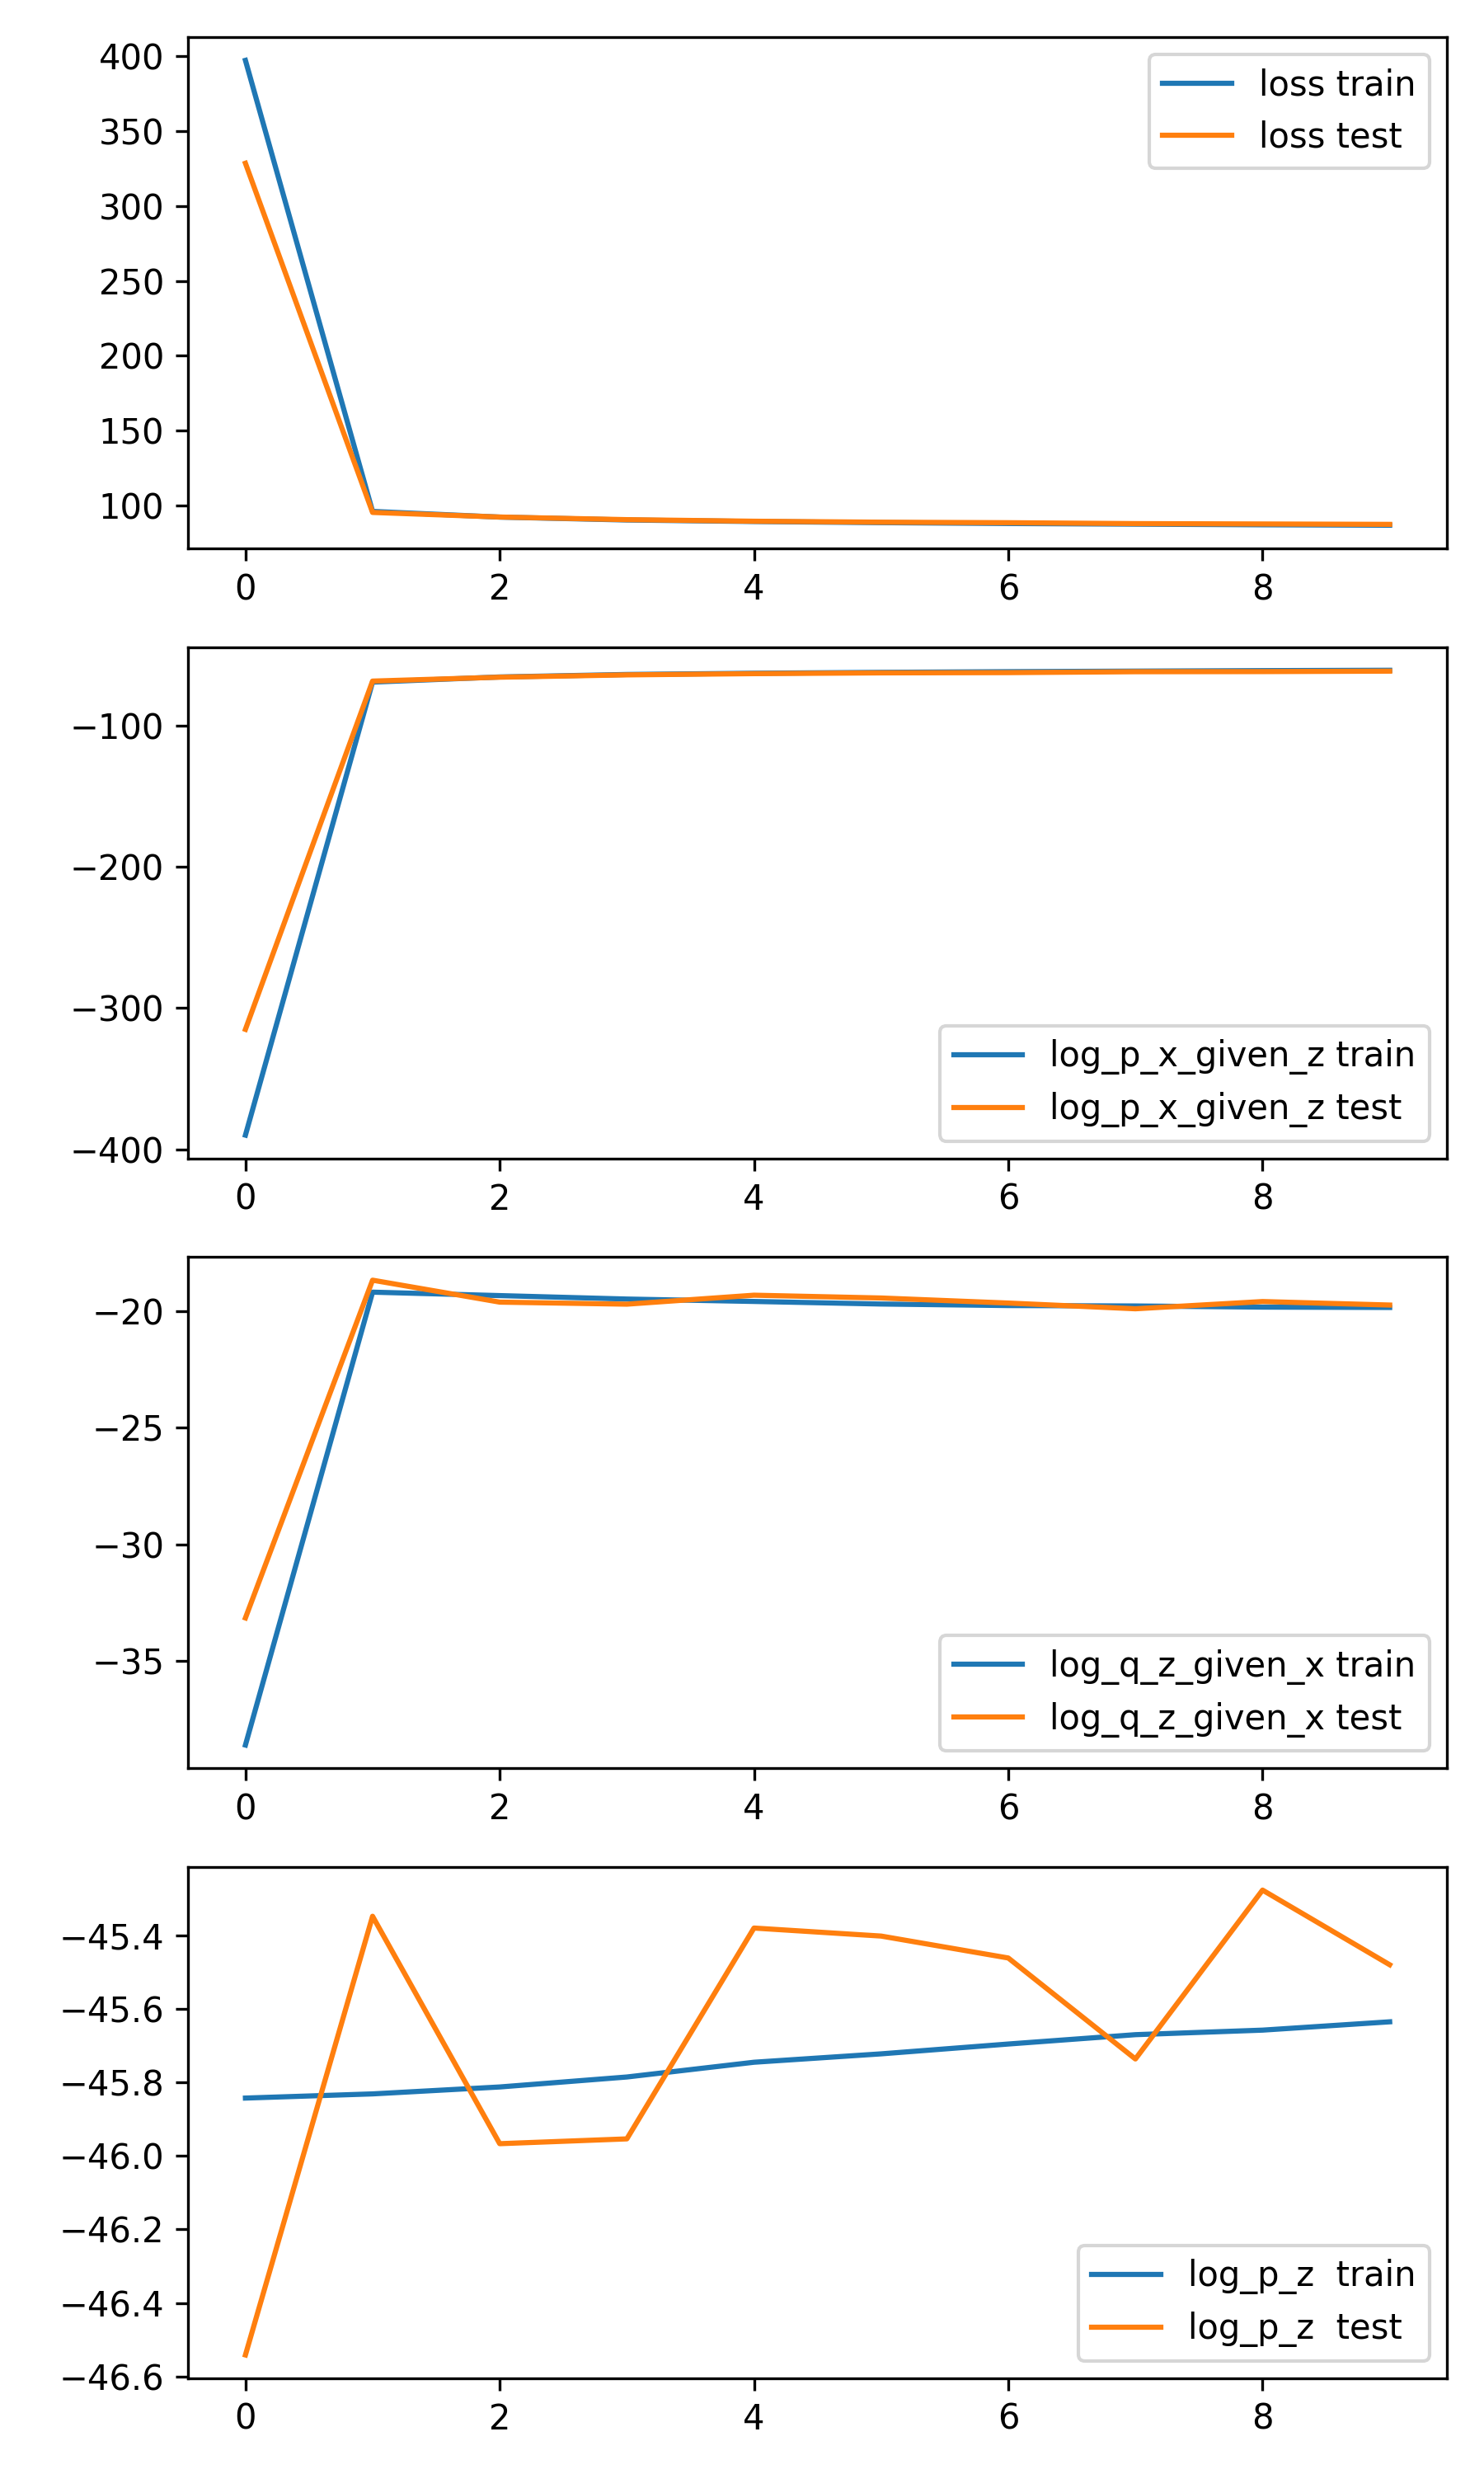 400
350
300
250
200
150
100
loss train
loss test
0 2 4 6 8
−100
−200
−300
−400
log_p_x_given_z train
log_p_x_given_z test
0 2 4 6 8
−20
−25
−30
−35
log_q_z_given_x train
log_q_z_given_x test
0 2 4 6 8
−45.4
−45.6
−45.8
−46.0
−46.2
−46.4
−46.6
log_p_z  train
log_p_z  test
0 2 4 6 8